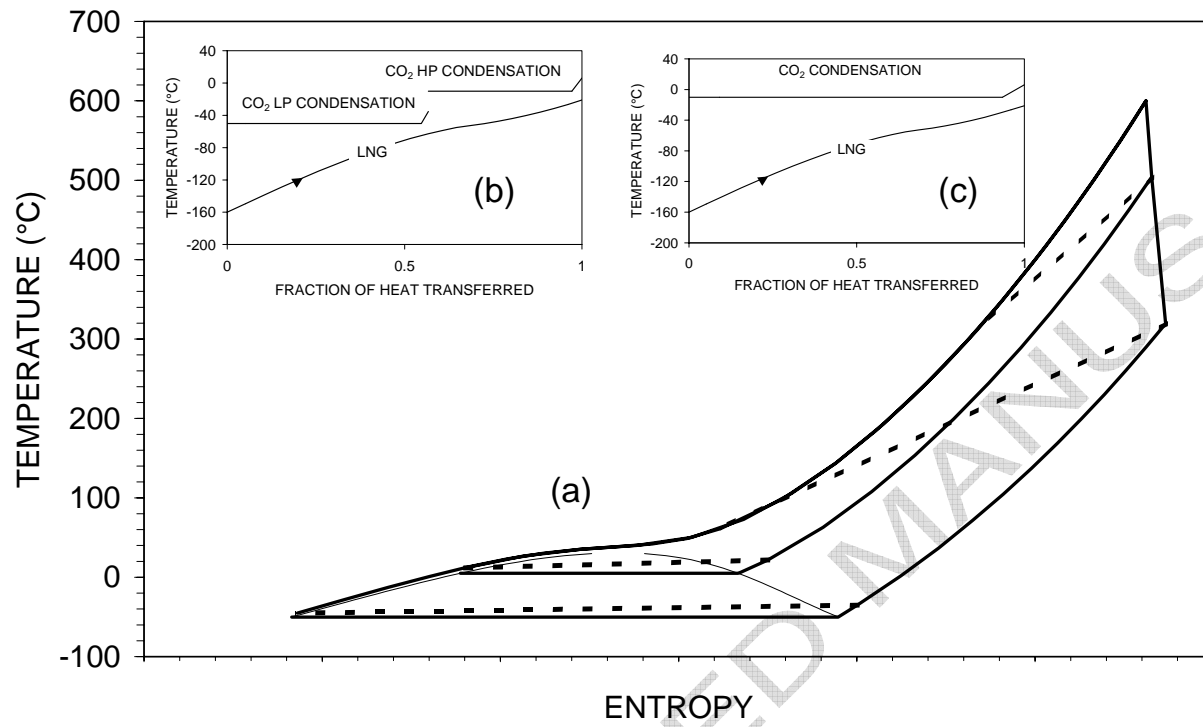 700
600
500
400
300
200
100
0
-100
TEMPERATURE (°C)
ENTROPY
(a)
40
0
-40
-80
-120
-160
-200
TEMPERATURE (°C)
CO2 HP CONDENSATION
CO2 LP CONDENSATION
LNG
(b)
0
0.5
1
FRACTION OF HEAT TRANSFERRED
40
0
-40
-80
-120
-160
-200
TEMPERATURE (°C)
CO2 CONDENSATION
LNG
(c)
0
0.5
1
FRACTION OF HEAT TRANSFERRED
ED MANUS